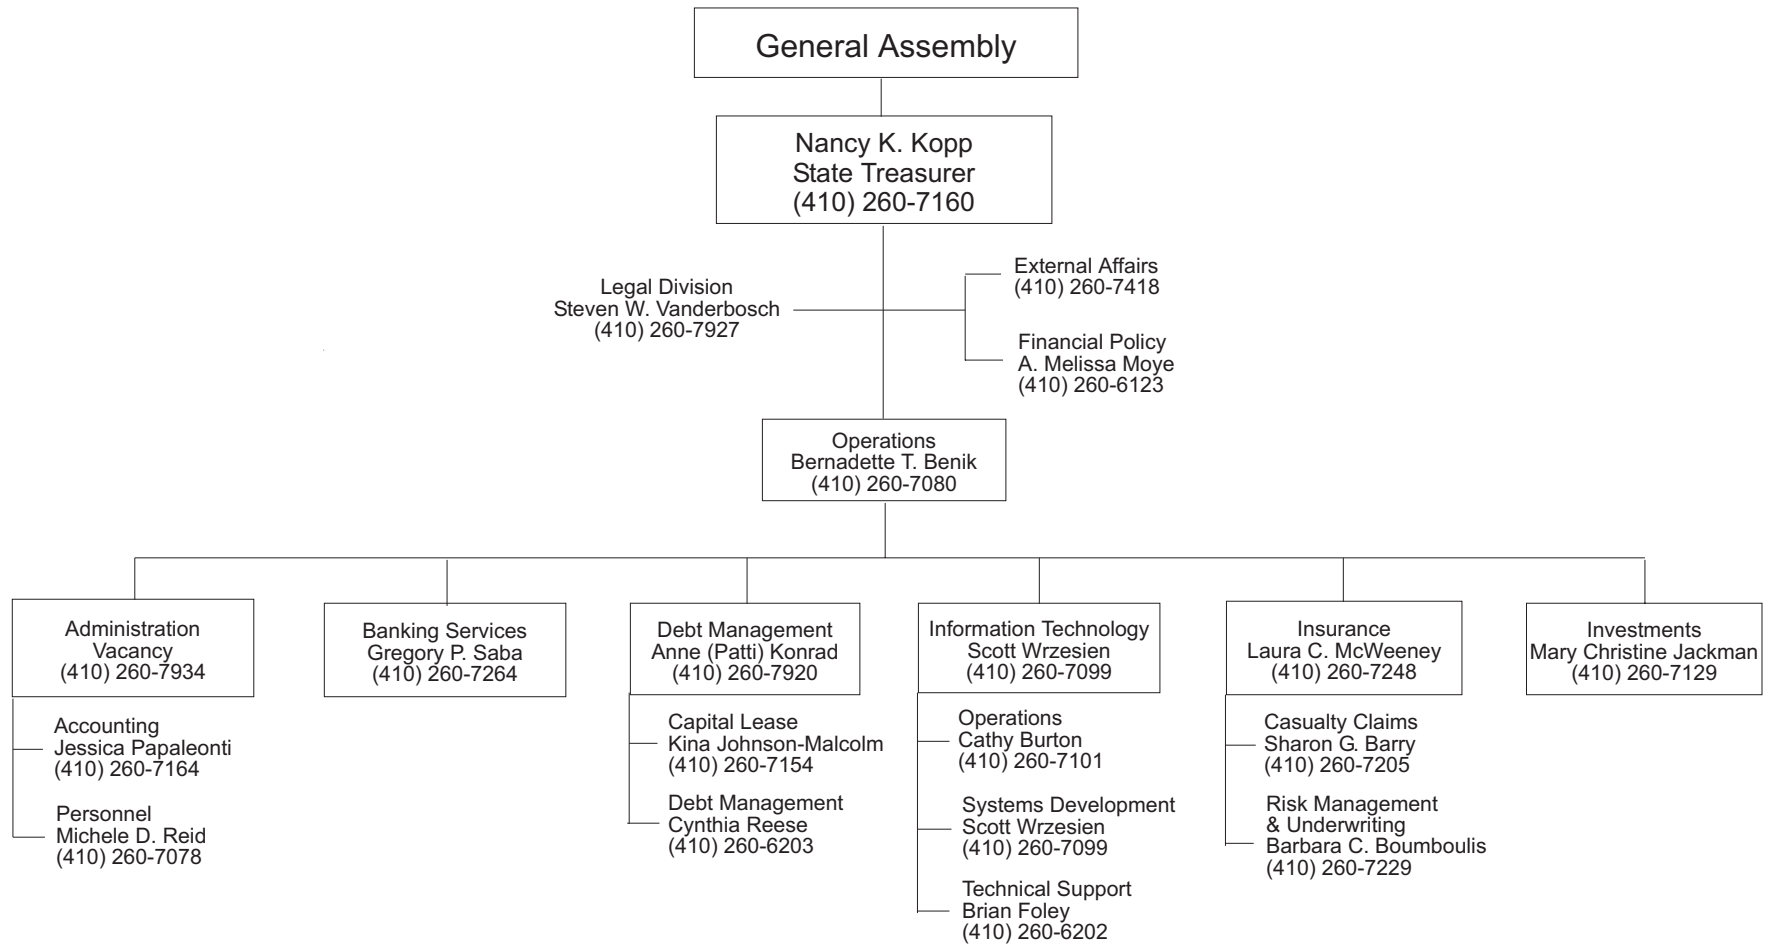 General Assembly
Nancy K. Kopp
State Treasurer
(410) 260-7160
Legal Division
Steven W. Vanderbosch
(410) 260-7927
External Affairs
(410) 260-7418
Financial Policy
A. Melissa Moye
(410) 260-6123
Operations
Bernadette T. Benik
(410) 260-7080
Administration
Vacancy
(410) 260-7934
Accounting
Jessica Papaleonti
(410) 260-7164
Personnel
Michele D. Reid
(410) 260-7078
Banking Services
Gregory P. Saba
(410) 260-7264
Debt Management
Anne (Patti) Konrad
(410) 260-7920
Capital Lease
Kina Johnson-Malcolm
(410) 260-7154
Debt Management
Cynthia Reese
(410) 260-6203
Information Technology
Scott Wrzesien
(410) 260-7099
Operations
Cathy Burton
(410) 260-7101
Systems Development
Scott Wrzesien
(410) 260-7099
Technical Support
Brian Foley
(410) 260-6202
Insurance
Laura C. McWeeney
(410) 260-7248
Casualty Claims
Sharon G. Barry
(410) 260-7205
Risk Management
& Underwriting
Barbara C. Boumboulis
(410) 260-7229
Investments
Mary Christine Jackman
(410) 260-7129